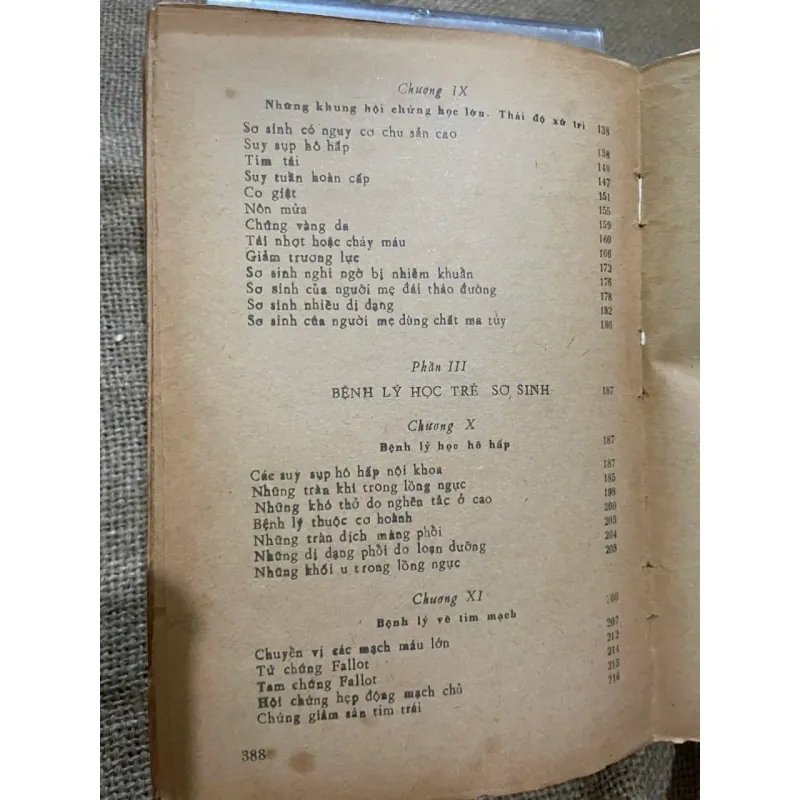 Chương IX
Những khung hội chứng học lớn. Thái độ xử trí 138
Sơ sinh có nguy cơ chu sản cao 138
Suy sụp hô hấp 140
Tím tái 147
Suy tuần hoàn cấp 151
Co giật 155
Nôn mửa 159
Chứng vàng da 160
Tái nhợt hoặc chảy máu 166
Giảm trương lực 172
Sơ sinh nghi ngờ bị nhiễm khuẩn 176
Sơ sinh của người mẹ đái tháo đường 178
Sơ sinh nhiều dị dạng 182
Sơ sinh của người mẹ dùng chất ma tủy 186
Phần III
BỆNH LÝ HỌC TRẺ SƠ SINH 187
Chương X
Bệnh lý học hô hấp 187
Các suy sụp hô hấp nội khoa 187
Những tràn khí trong lồng ngực 185
Những khó thở do nghẽn tắc ở cao 198
Bệnh lý thuộc cơ hoành 200
Những tràn dịch màng phổi 203
Những dị dạng phổi do loạn dưỡng 204
Những khối u trong lồng ngực 205
Chương XI
Bệnh lý về tim mạch
Chuyển vị các mạch máu lớn 207
Tứ chứng Fallot 212
Tam chứng Fallot 214
Hội chứng hẹp động mạch chủ 215
Chứng giảm sản tim trái 216
388